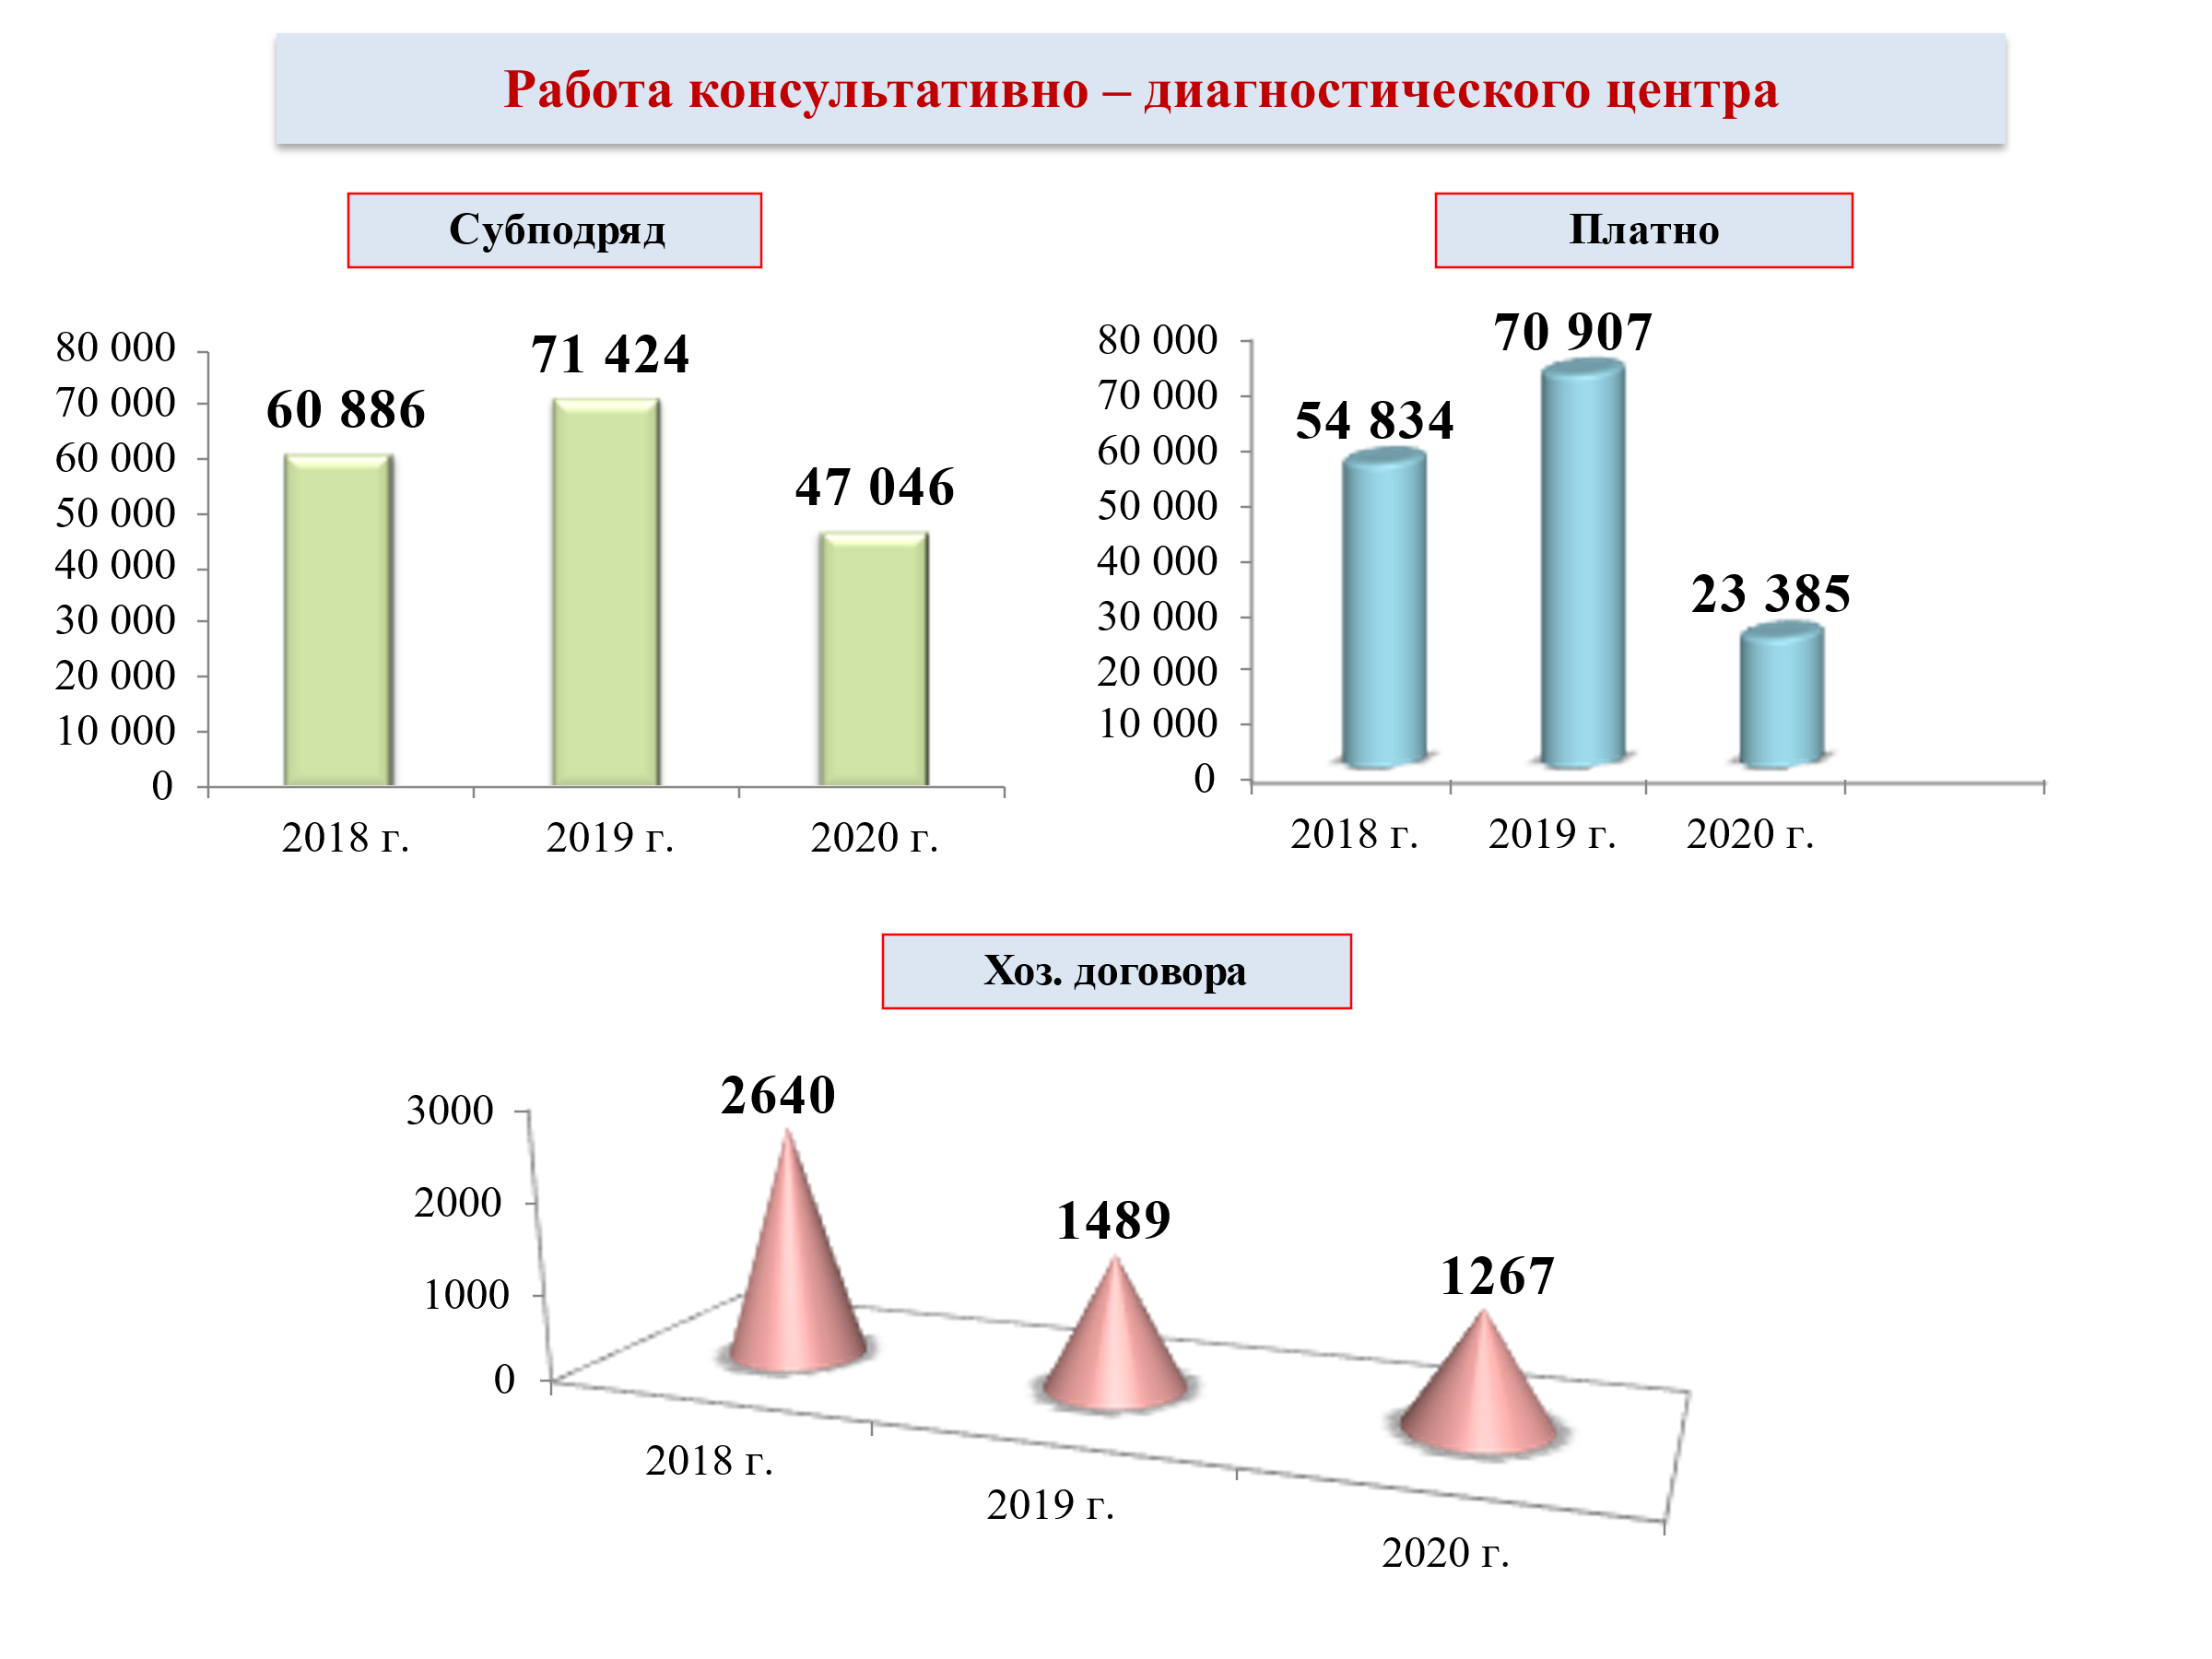 Работа консультативно – диагностического центра
Субподряд
80 000
70 000
60 000
50 000
40 000
30 000
20 000
10 000
0
60 886
71 424
47 046
2018 г.
2019 г.
2020 г.
Платно
80 000
70 000
60 000
50 000
40 000
30 000
20 000
10 000
0
54 834
70 907
23 385
2018 г.
2019 г.
2020 г.
Хоз. договора
3000
2000
1000
0
2640
1489
1267
2018 г.
2019 г.
2020 г.